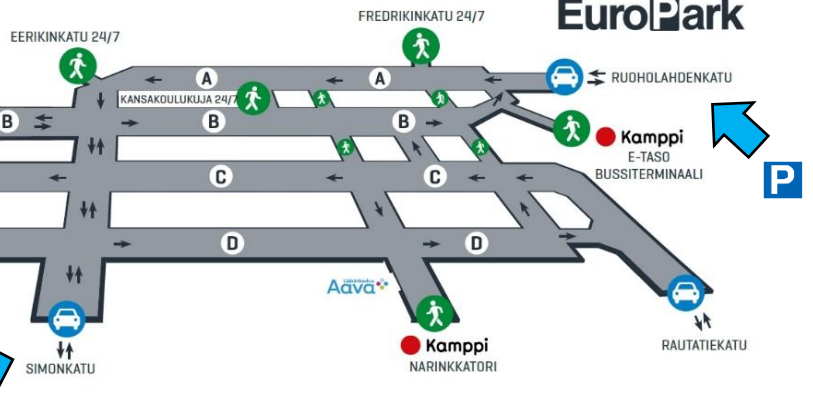 EuroPark
FREDRIKINKATU 24/7
EERIKINKATU 24/7
RUOHOLAHDENKATU
A
A
KANSAKOULUKUJA 24/7
B
B
B
Kamppi
E-TASO
BUSSITERMINAALI
P
C
C
D
D
Aava
Kamppi
NARINKKATORI
RAUTATIEKATU
SIMONKATU